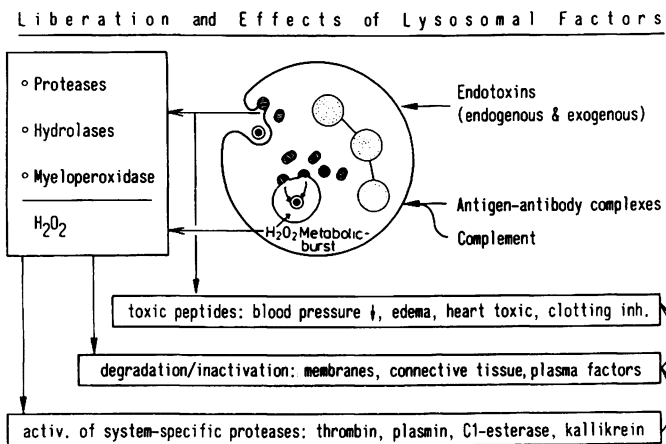 Liberation and Effects of Lysosomal Factors
Proteases
Hydrolases
Myeloperoxidase
H₂O₂
H₂O₂ Metabolic-
burst
Endotoxins
(endogenous & exogenous)
Antigen-antibody complexes
Complement
toxic peptides: blood pressure ↓, edema, heart toxic, clotting inh.
degradation/inactivation: membranes, connective tissue, plasma factors
activ. of system-specific proteases: thrombin, plasmin, C1-esterase, kallikrein